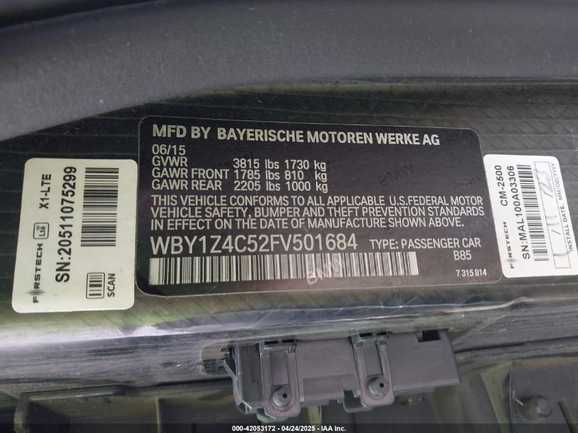 MFD BY BAYERISCHE MOTOREN WERKE AG
06/15
GVWR 3815 lbs 1730 kg
GAWR FRONT 1785 lbs 810 kg
GAWR REAR 2205 lbs 1000 kg
THIS VEHICLE CONFORMS TO ALL APPLICABLE U.S.FEDERAL MOTOR
VEHICLE SAFETY, BUMPER, AND THEFT PREVENTION STANDARDS
IN EFFECT ON THE DATE OF MANUFACTURE SHOWN ABOVE.
WBY1Z4C52FV501684 TYPE: PASSENGER CAR
B85
7 315 814
X1-LTE
FIRSTECH
SN:20511075299
SCAN
CM-2500
FIRSTECH
SN:MAL100A03306
000-42053172 - 04/24/2025 - IAA Inc.